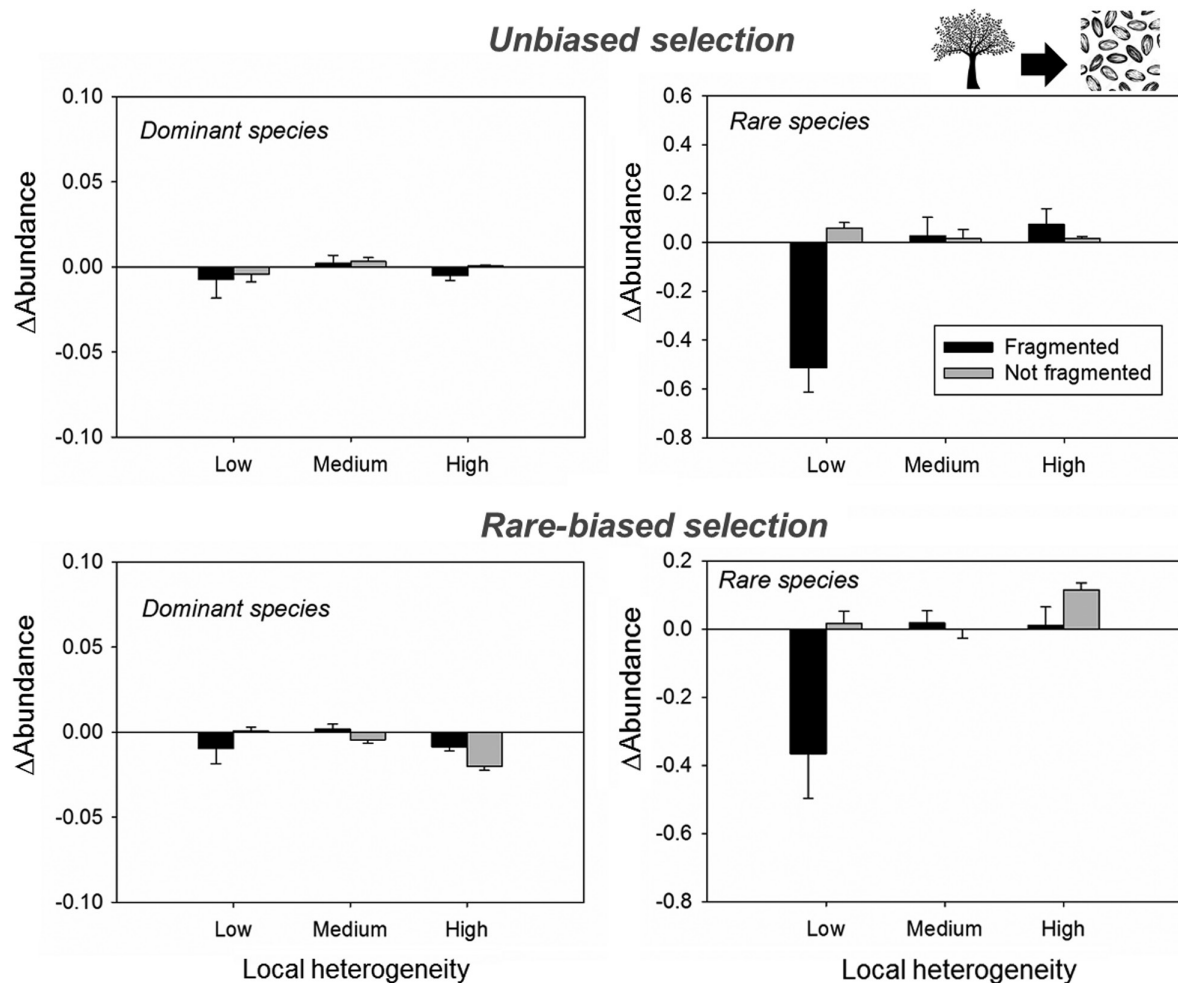 Unbiased selection
Dominant species
ΔAbundance
0.10
0.05
0.00
-0.05
-0.10
Low Medium High
Rare species
ΔAbundance
0.6
0.4
0.2
0.0
-0.2
-0.4
-0.6
-0.8
Fragmented
Not fragmented
Low Medium High
Rare-biased selection
Dominant species
ΔAbundance
0.10
0.05
0.00
-0.05
-0.10
Low Medium High
Local heterogeneity
Rare species
ΔAbundance
0.2
0.0
-0.2
-0.4
-0.6
-0.8
Low Medium High
Local heterogeneity